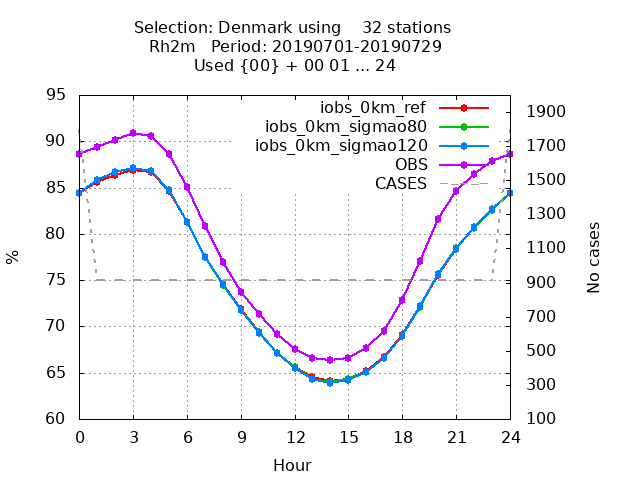 Selection: Denmark using    32 stations
Rh2m   Period: 20190701-20190729
Used {00} + 00 01 ... 24
iobs_0km_ref
iobs_0km_sigmao80
iobs_0km_sigmao120
OBS
CASES
95
90
85
80
75
70
65
60
%
1900
1700
1500
1300
1100
900
700
500
300
100
No cases
0 3 6 9 12 15 18 21 24
Hour